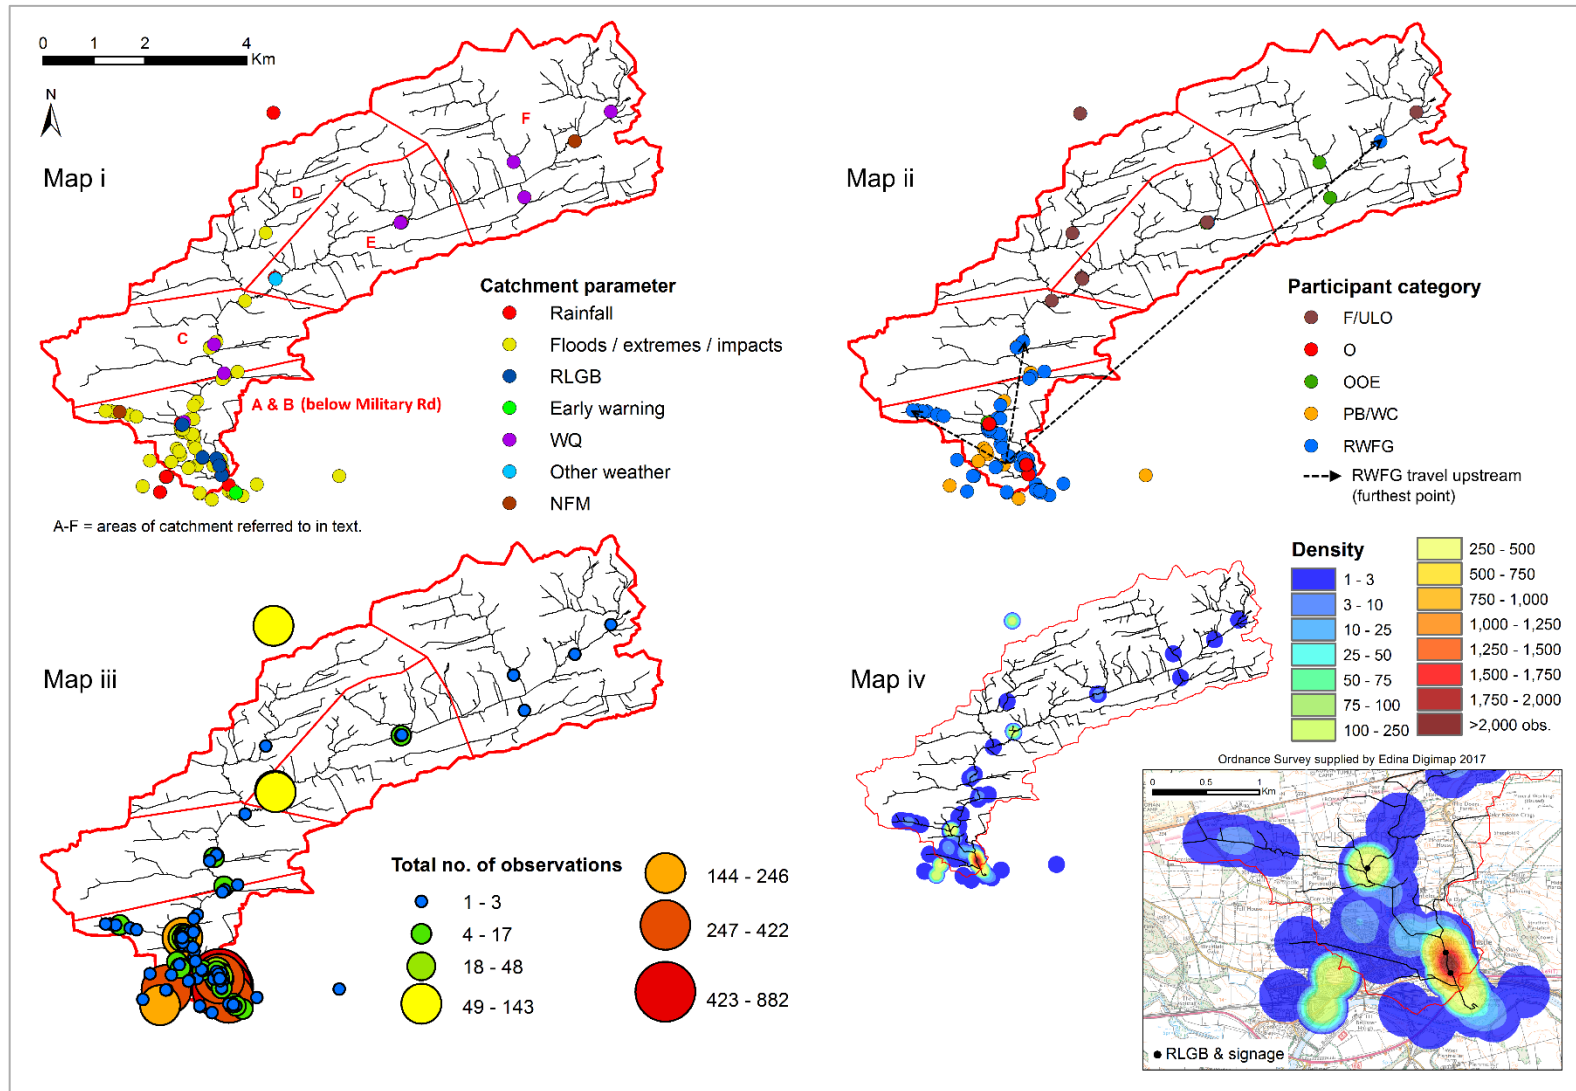 0 1 2 4
Km
N
Map i
F
D
E
C
A & B (below Military Rd)
Catchment parameter
Rainfall
Floods / extremes / impacts
RLGB
Early warning
WQ
Other weather
NFM
A-F = areas of catchment referred to in text.
Map ii
Participant category
F/ULO
O
OOE
PB/WC
RWFG
RWFG travel upstream
(furthest point)
Map iii
Total no. of observations
1 - 3
4 - 17
18 - 48
49 - 143
144 - 246
247 - 422
423 - 882
Map iv
Density
1 - 3
3 - 10
10 - 25
25 - 50
50 - 75
75 - 100
100 - 250
250 - 500
500 - 750
750 - 1,000
1,000 - 1,250
1,250 - 1,500
1,500 - 1,750
1,750 - 2,000
>2,000 obs.
Ordnance Survey supplied by Edina Digimap 2017
0 0.5 1
Km
RLGB & signage